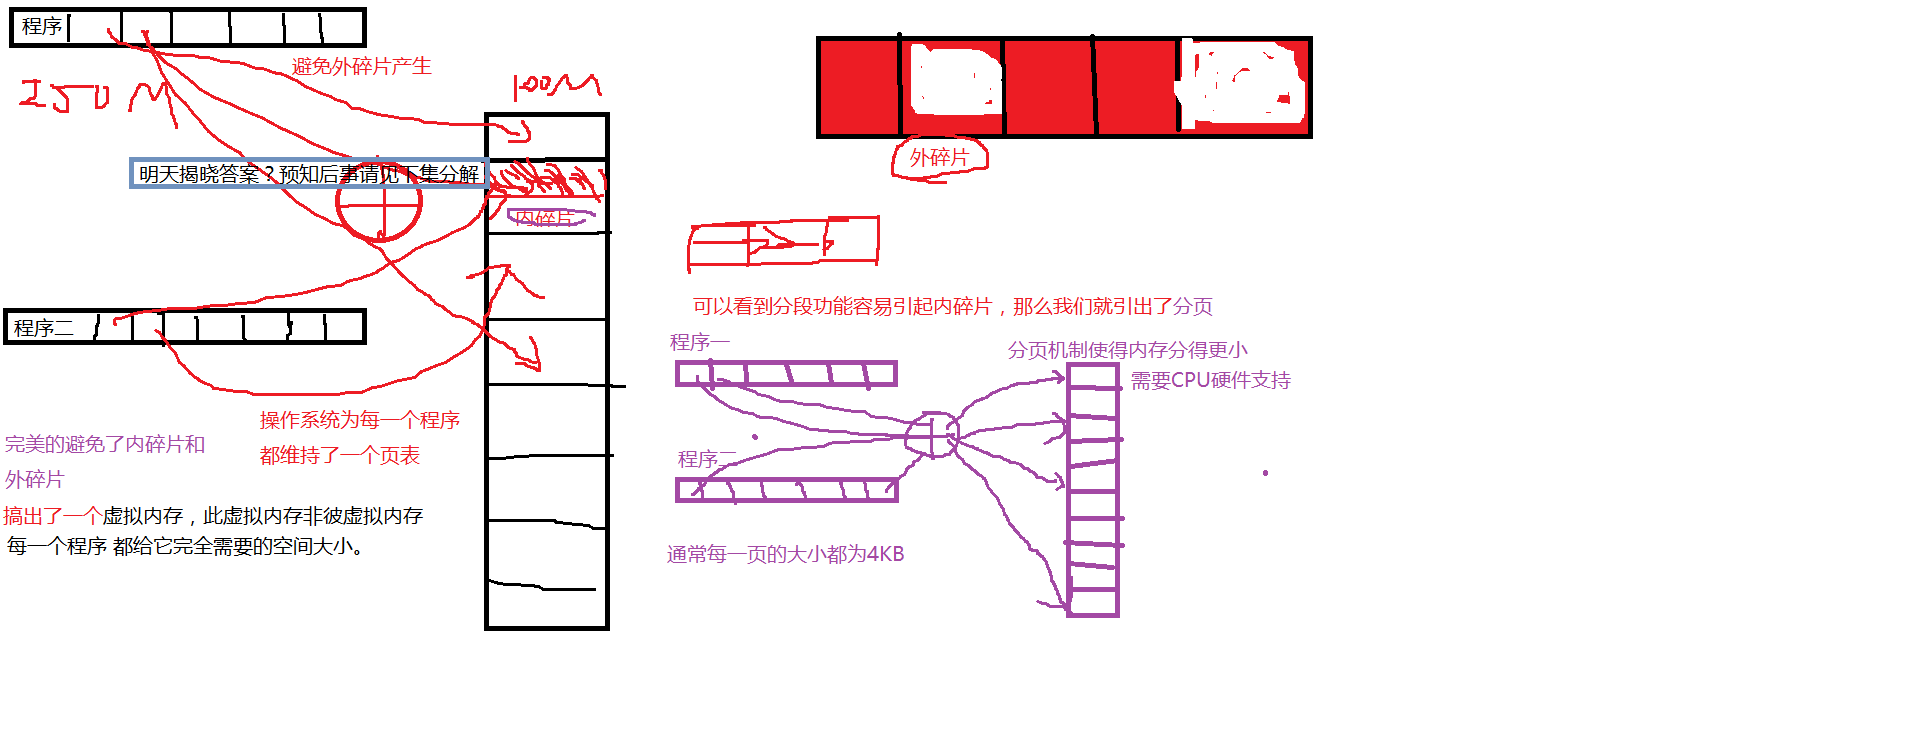 程序
避免外碎片产生
250 M
100M
明天揭晓答案？预知后事请见下集分解
内碎片
外碎片
可以看到分段功能容易引起内碎片，那么我们就引出了分页
程序二
程序一
分页机制使得内存分得更小
需要CPU硬件支持
操作系统为每一个程序
都维持了一个页表
完美的避免了内碎片和
外碎片
程序二
搞出了一个虚拟内存，此虚拟内存非彼虚拟内存
每一个程序 都给它完全需要的空间大小。
通常每一页的大小都为4KB